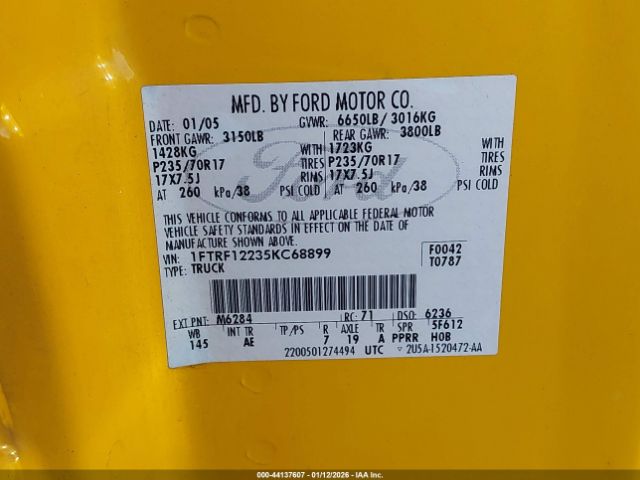 MFD. BY FORD MOTOR CO.
DATE: 01/05 GVWR: 6650LB/ 3016KG
FRONT GAWR: 3150LB REAR GAWR: 3800LB
1428KG WITH 1723KG WITH
P235/70R17 TIRES P235/70R17 TIRES
17X7.5J RIMS 17X7.5J RIMS
AT 260 kPa/38 PSI COLD AT 260 kPa/38 PSI COLD
THIS VEHICLE CONFORMS TO ALL APPLICABLE FEDERAL MOTOR
VEHICLE SAFETY STANDARDS IN EFFECT ON THE DATE OF
MANUFACTURE SHOWN ABOVE.
VIN: 1FTRF12235KC68899 F0042
TYPE: TRUCK T0787
EXT PNT: M6284 RC: 71 DSO: 6236
WB INT TR TP/PS R AXLE TR SPR 5F612
145 AE 7 19 A PPRR H0B
2200501274494 UTC 2U5A-1520472-AA
Ford
000-44137607 - 01/12/2026 - IAAI.COM